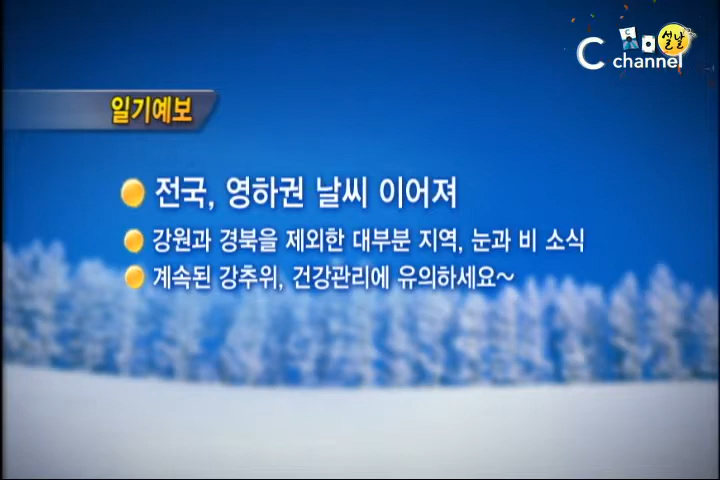 설날
C channel
일기예보
전국, 영하권 날씨 이어져
강원과 경북을 제외한 대부분 지역, 눈과 비 소식
계속된 강추위, 건강관리에 유의하세요~